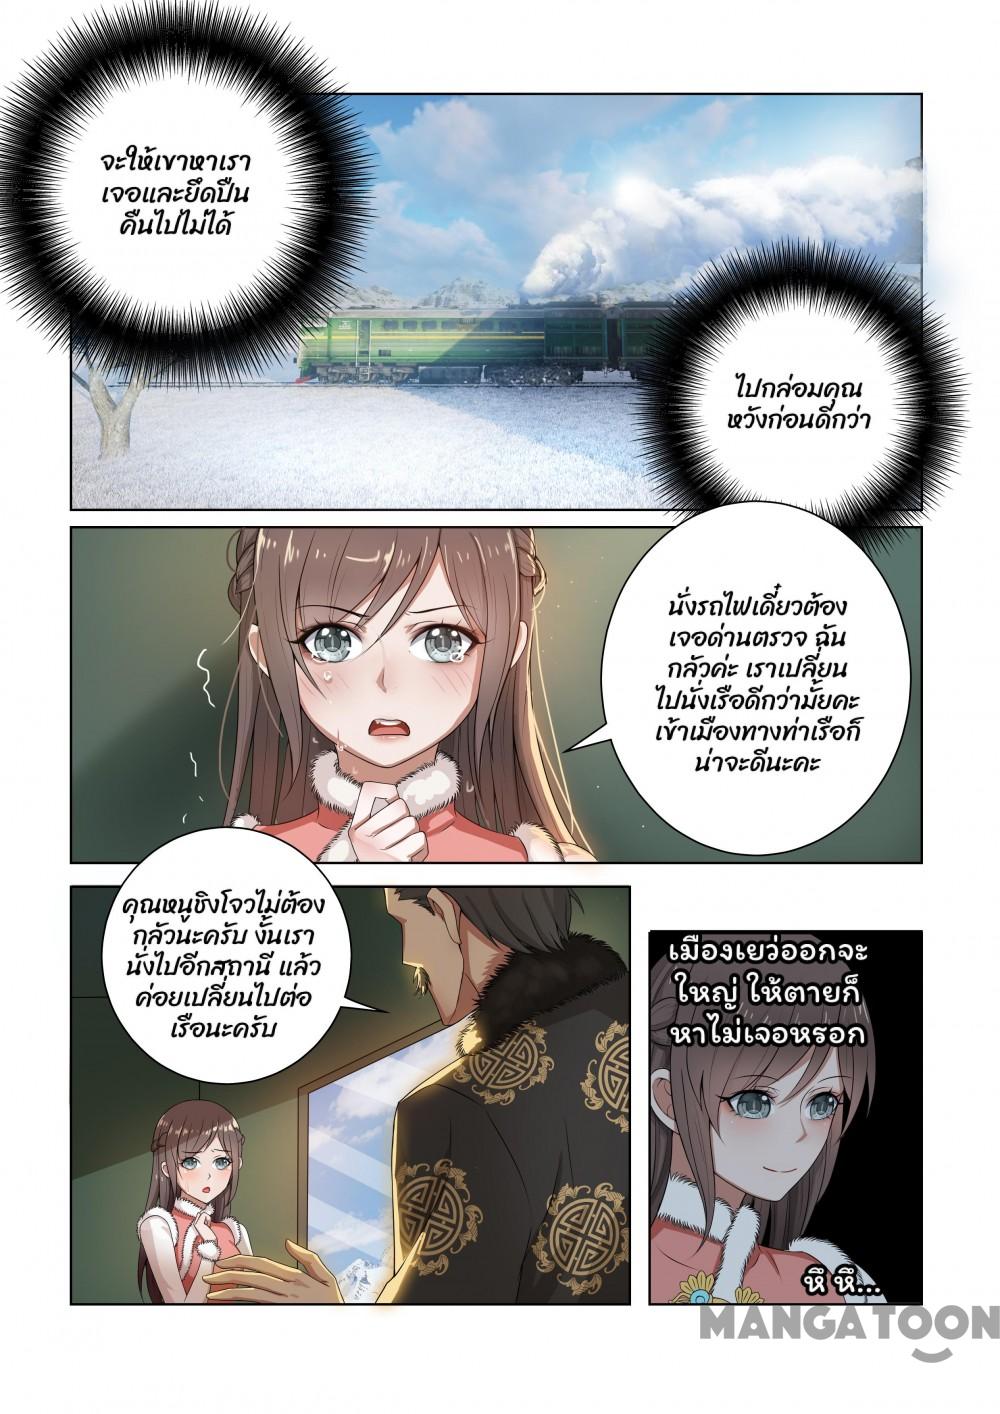 จะให้เขาหาเรา
เจอและยึดปืน
คืนไปไม่ได้
ไปกล่อมคุณ
หวังก่อนดีกว่า
นั่งรถไฟเดี๋ยวต้อง
เจอด่านตรวจ ฉัน
กลัวค่ะ เราเปลี่ยน
ไปนั่งเรือดีกว่ามั้ยคะ
เข้าเมืองทางท่าเรือก็
น่าจะดีนะคะ
คุณหนูชิงโจวไม่ต้อง
กลัวนะครับ งั้นเรา
นั่งไปอีกสถานี แล้ว
ค่อยเปลี่ยนไปต่อ
เรือนะครับ
เมืองเยว่ออกจะ
ใหญ่ ให้ตายก็
หาไม่เจอหรอก
หึ หึ...
MANGATOON